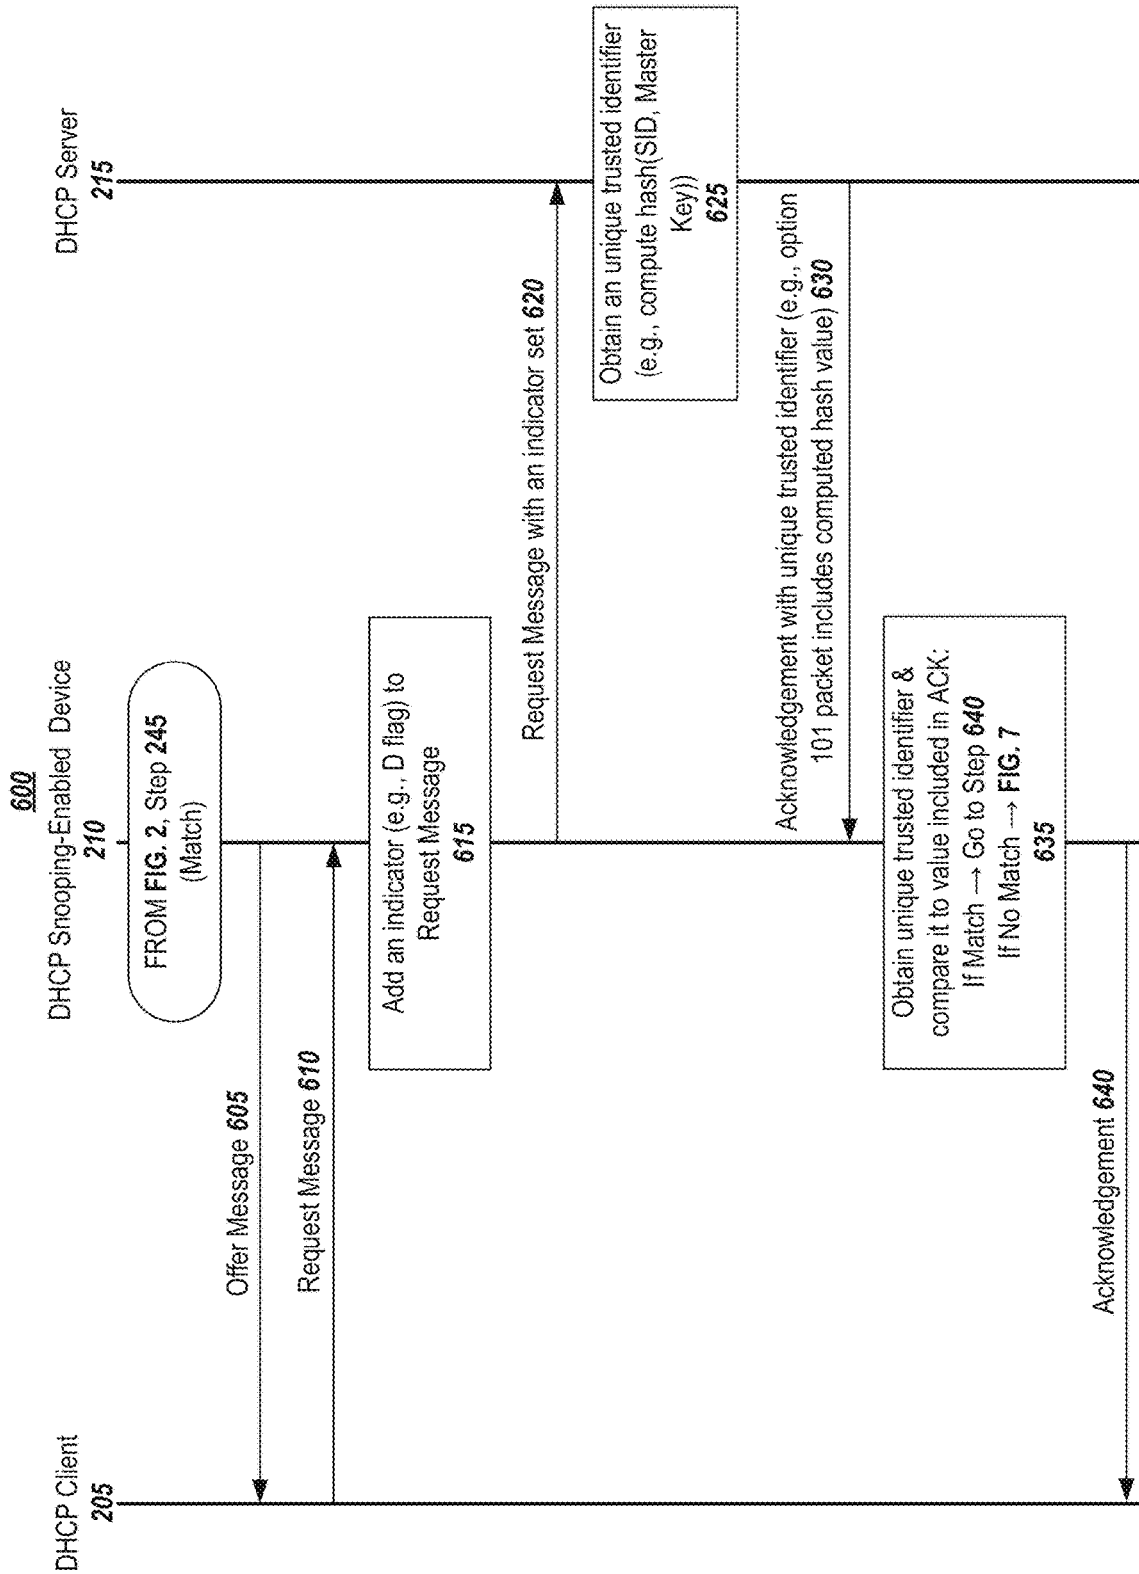 600
DHCP Client
205
DHCP Snooping-Enabled Device
210
DHCP Server
215
FROM FIG. 2, Step 245
(Match)
Offer Message 605
Request Message 610
Add an indicator (e.g., D flag) to
Request Message
615
Request Message with an indicator set 620
Obtain an unique trusted identifier
(e.g., compute hash(SID, Master
Key))
625
Acknowledgement with unique trusted identifier (e.g., option
101 packet includes computed hash value) 630
Obtain unique trusted identifier &
compare it to value included in ACK:
If Match → Go to Step 640
If No Match → FIG. 7
635
Acknowledgement 640